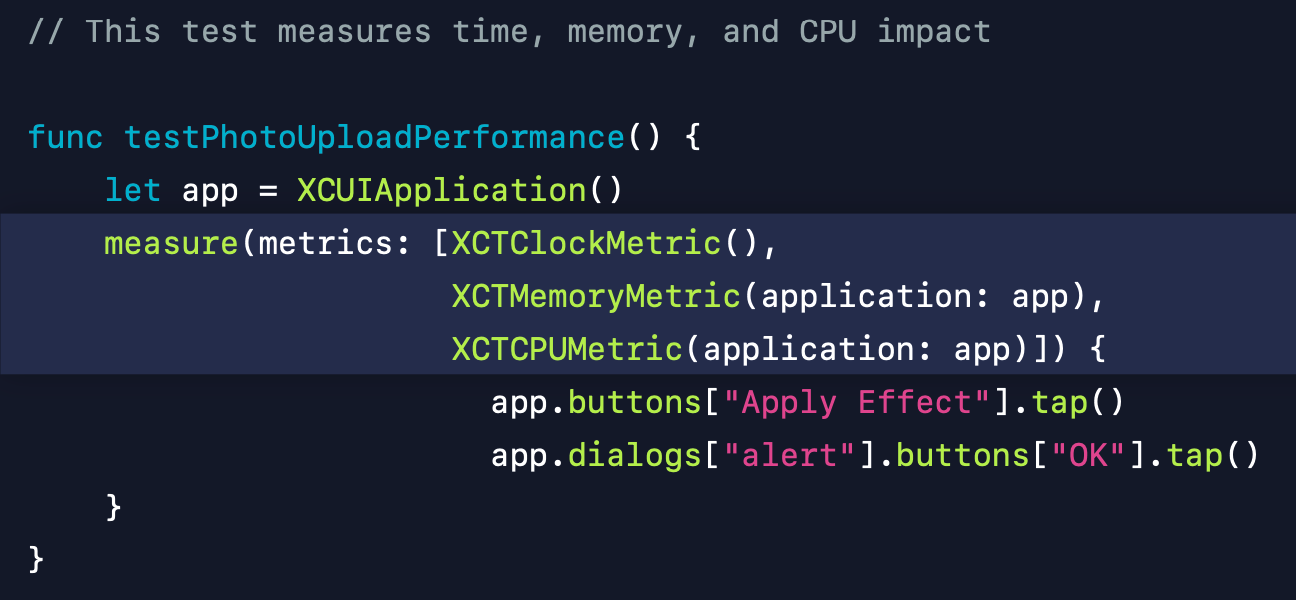 // This test measures time, memory, and CPU impact
func testPhotoUploadPerformance() {
let app = XCUIApplication()
measure(metrics: [XCTClockMetric(),
XCTMemoryMetric(application: app),
XCTCPUMetric(application: app)]) {
app.buttons["Apply Effect"].tap()
app.dialogs["alert"].buttons["OK"].tap()
}
}